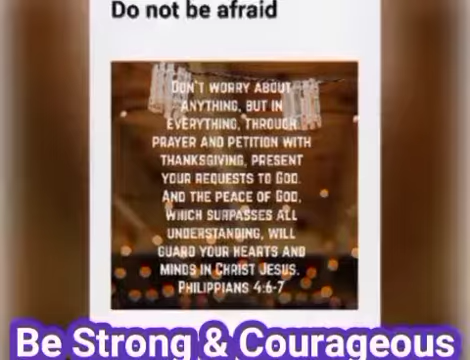 Do not be afraid
DON'T WORRY ABOUT
ANYTHING, BUT IN
EVERYTHING, THROUGH
PRAYER AND PETITION WITH
THANKSGIVING, PRESENT
YOUR REQUESTS TO GOD.
AND THE PEACE OF GOD,
WHICH SURPASSES ALL
UNDERSTANDING, WILL
GUARD YOUR HEARTS AND
MINDS IN CHRIST JESUS.
PHILIPPIANS 4:6-7
Be Strong & Courageous